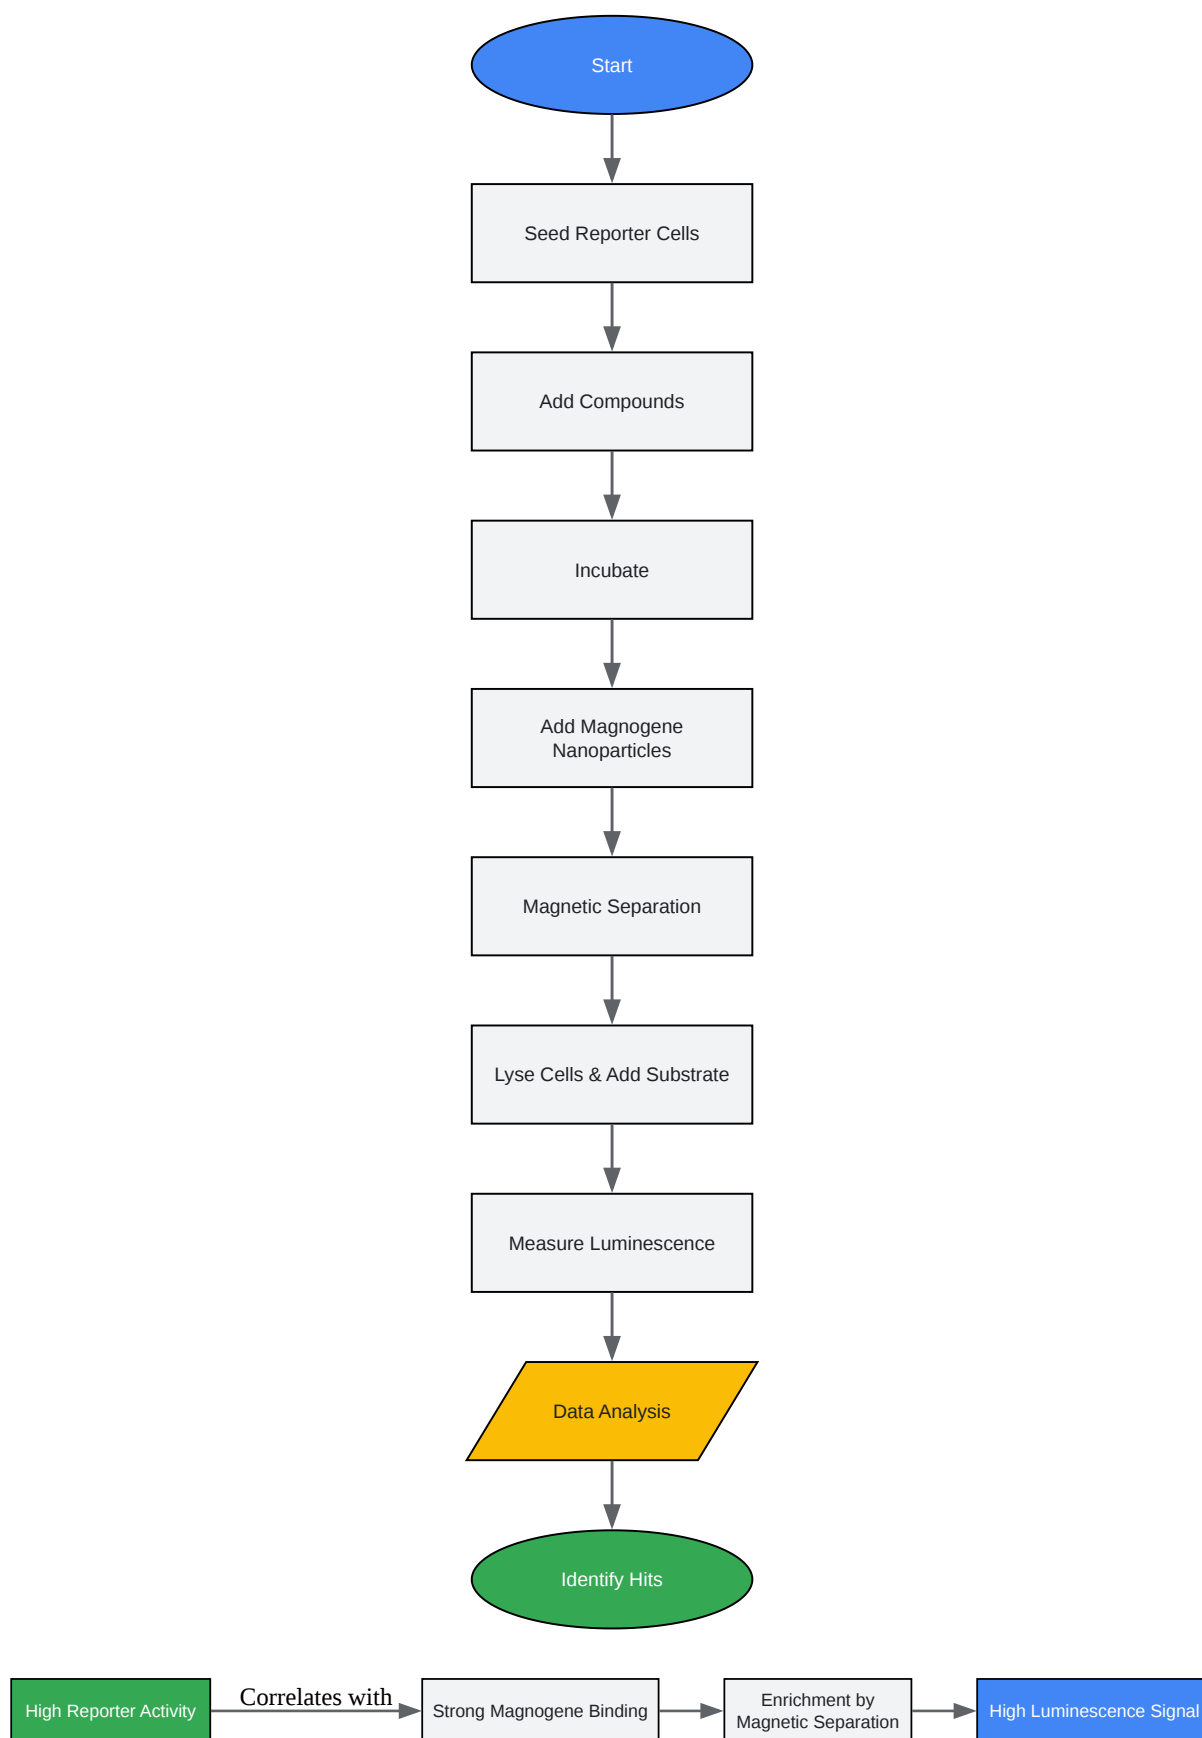 Start
Seed Reporter Cells
Add Compounds
Incubate
Add Magnogene
Nanoparticles
Magnetic Separation
Lyse Cells & Add Substrate
Measure Luminescence
Data Analysis
Identify Hits
High Reporter Activity
Correlates with
Strong Magnogene Binding
Enrichment by
Magnetic Separation
High Luminescence Signal